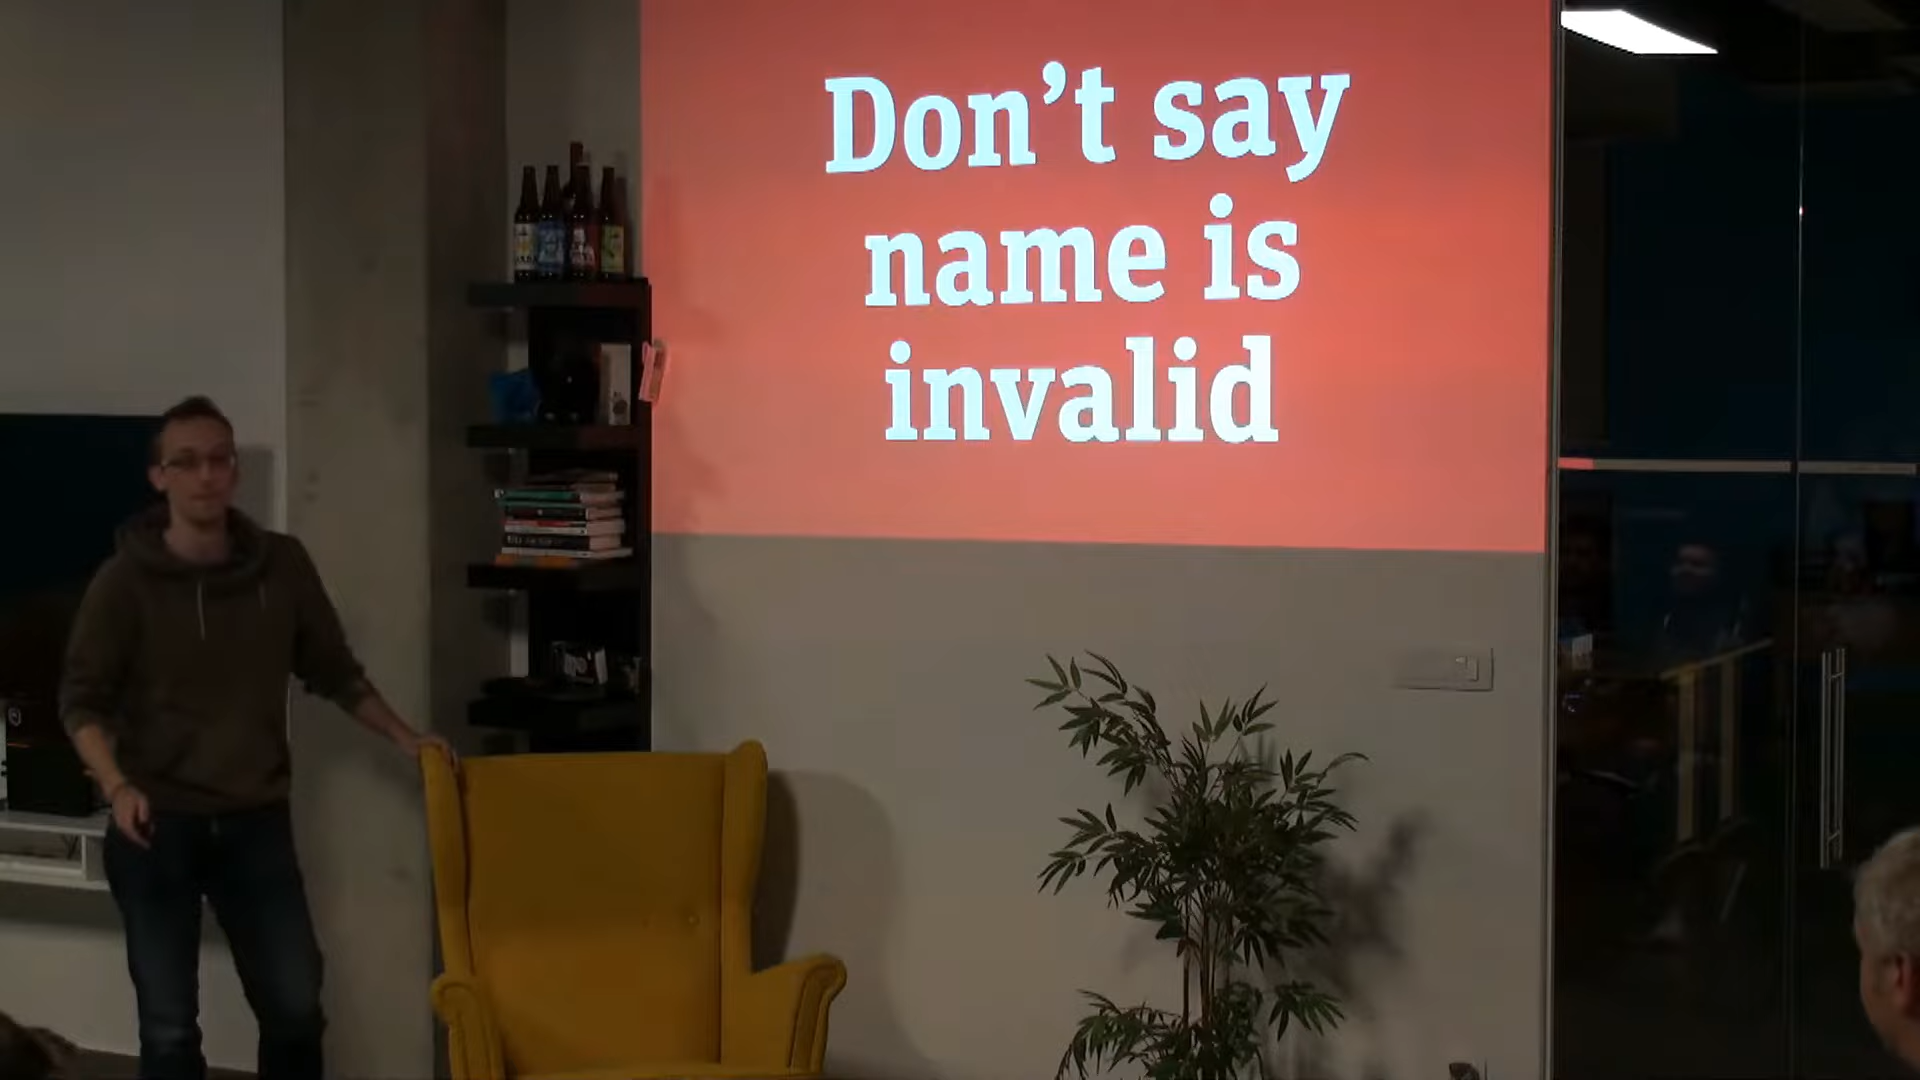 Don’t say
name is
invalid